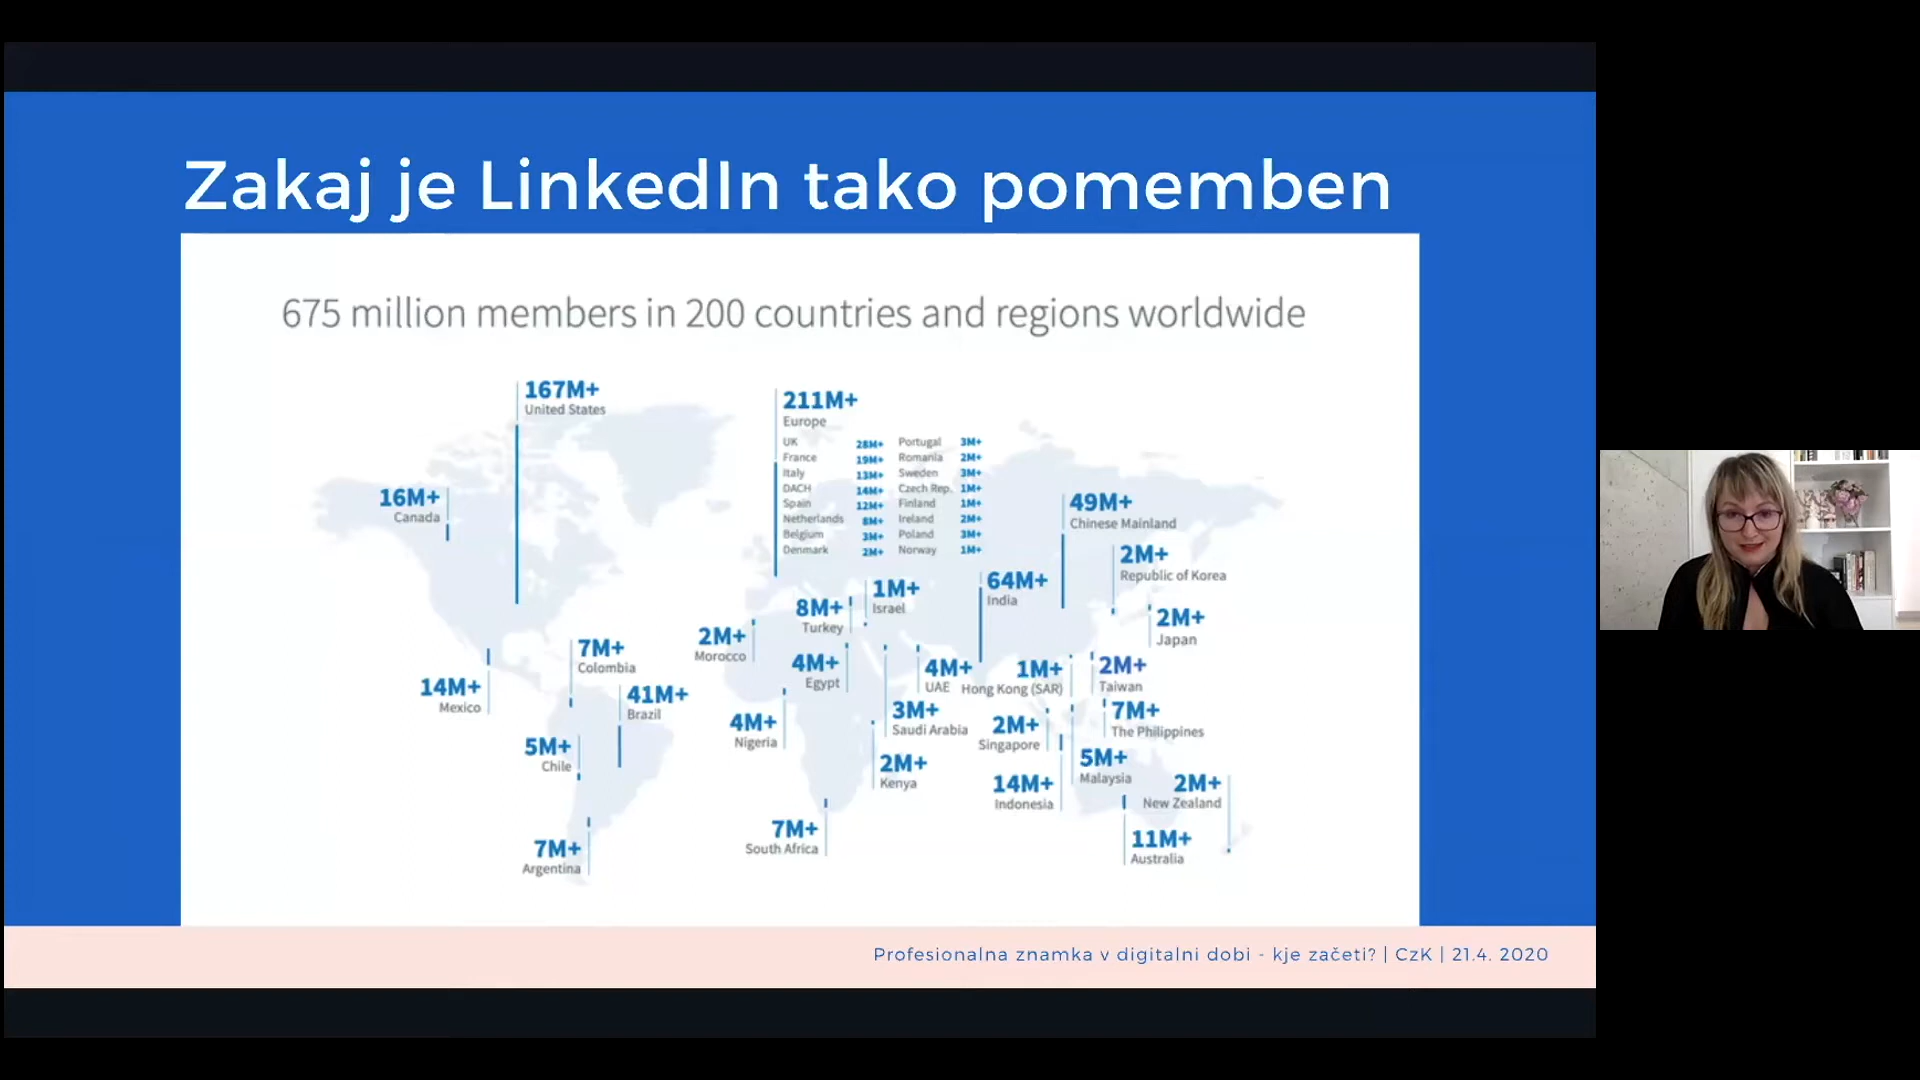 Zakaj je LinkedIn tako pomemben
675 million members in 200 countries and regions worldwide
167M+
United States
211M+
Europe
UK 28M+ Portugal 3M+
France 19M+ Romania 2M+
Italy 13M+ Sweden 3M+
DACH 14M+ Czech Rep. 1M+
Spain 12M+ Finland 1M+
Netherlands 8M+ Ireland 2M+
Belgium 3M+ Poland 3M+
Denmark 2M+ Norway 1M+
16M+
Canada
49M+
Chinese Mainland
2M+
Republic of Korea
64M+
India
1M+
Israel
8M+
Turkey
2M+
Japan
2M+
Morocco
7M+
Colombia
4M+
Egypt
4M+
UAE
1M+
Hong Kong (SAR)
2M+
Taiwan
14M+
Mexico
41M+
Brazil
4M+
Nigeria
3M+
Saudi Arabia
2M+
Singapore
7M+
The Philippines
5M+
Chile
2M+
Kenya
14M+
Indonesia
5M+
Malaysia
2M+
New Zealand
7M+
South Africa
11M+
Australia
7M+
Argentina
Profesionalna znamka v digitalni dobi - kje začeti? | CzK | 21.4. 2020